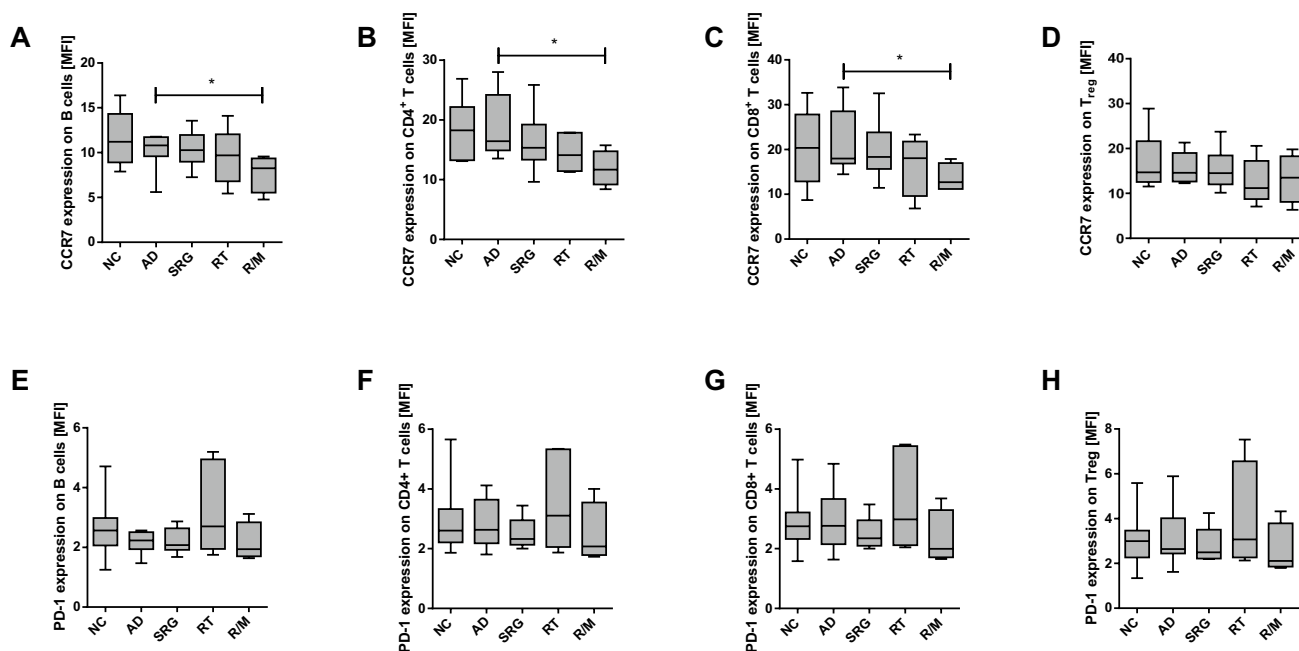 A
CCR7 expression on B cells [MFI]
20
15
10
5
0
*
NC AD SRG RT R/M
B
CCR7 expression on CD4+ T cells [MFI]
40
30
20
10
0
*
NC AD SRG RT R/M
C
CCR7 expression on CD8+ T cells [MFI]
40
30
20
10
0
*
NC AD SRG RT R/M
D
CCR7 expression on Treg [MFI]
40
30
20
10
0
NC AD SRG RT R/M
E
PD-1 expression on B cells [MFI]
6
4
2
0
NC AD SRG RT R/M
F
PD-1 expression on CD4+ T cells [MFI]
6
4
2
0
NC AD SRG RT R/M
G
PD-1 expression on CD8+ T cells [MFI]
6
4
2
0
NC AD SRG RT R/M
H
PD-1 expression on Treg [MFI]
8
6
4
2
0
NC AD SRG RT R/M